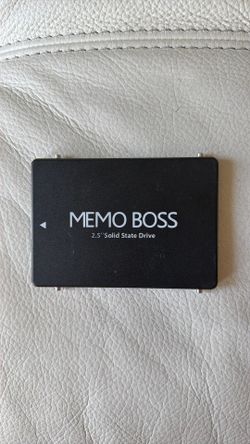 MEMO BOSS
2.5" Solid State Drive